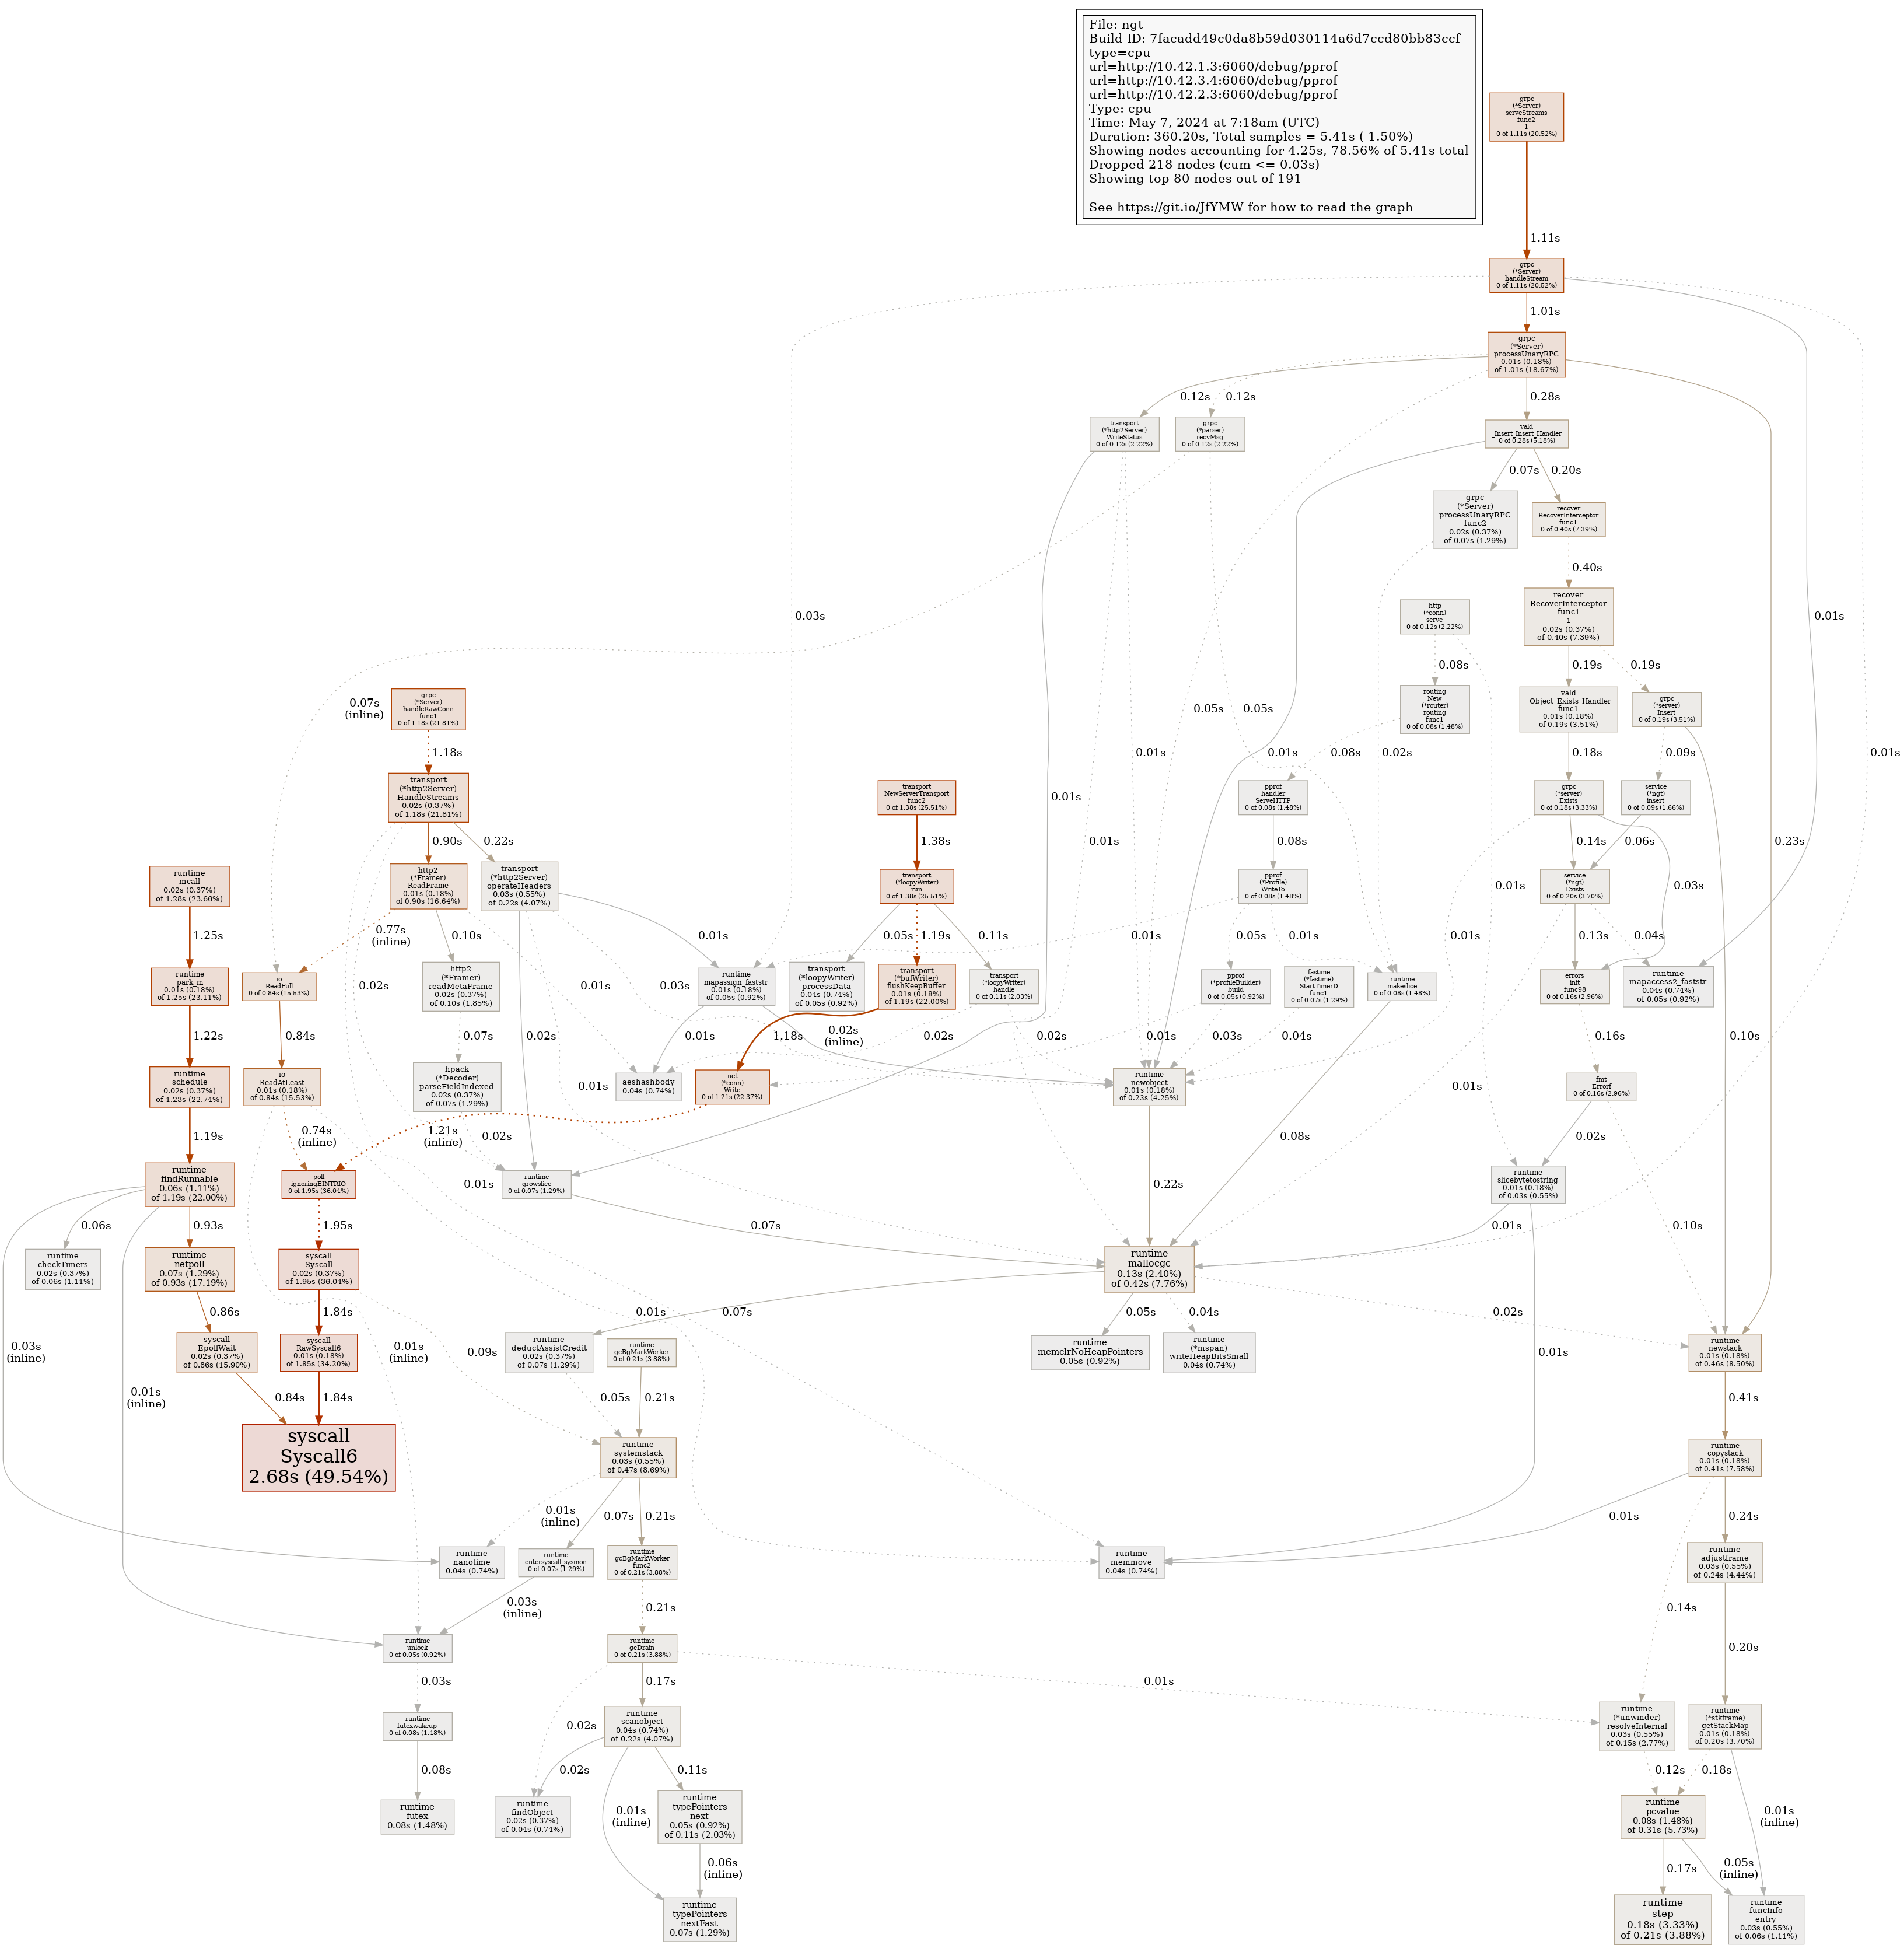 File: ngt
Build ID: 7facadd49c0da8b59d030114a6d7ccd80bb83ccf
type=cpu
url=http://10.42.1.3:6060/debug/pprof
url=http://10.42.3.4:6060/debug/pprof
url=http://10.42.2.3:6060/debug/pprof
Type: cpu
Time: May 7, 2024 at 7:18am (UTC)
Duration: 360.20s, Total samples = 5.41s ( 1.50%)
Showing nodes accounting for 4.25s, 78.56% of 5.41s total
Dropped 218 nodes (cum <= 0.03s)
Showing top 80 nodes out of 191
See https://git.io/JfYMW for how to read the graph
grpc
(*Server)
serveStreams
func2
1
0 of 1.11s (20.52%)
1.11s
grpc
(*Server)
handleStream
0 of 1.11s (20.52%)
1.01s
grpc
(*Server)
processUnaryRPC
0.01s (0.18%)
of 1.01s (18.67%)
0.12s
0.12s
0.28s
transport
(*http2Server)
WriteStatus
0 of 0.12s (2.22%)
grpc
(*parser)
recvMsg
0 of 0.12s (2.22%)
vald
_Insert_Insert_Handler
0 of 0.28s (5.18%)
0.07s
0.20s
grpc
(*Server)
processUnaryRPC
func2
0.02s (0.37%)
of 0.07s (1.29%)
recover
RecoverInterceptor
func1
0 of 0.40s (7.39%)
0.40s
recover
RecoverInterceptor
func1
1
0.02s (0.37%)
of 0.40s (7.39%)
http
(*conn)
serve
0 of 0.12s (2.22%)
0.03s
0.01s
0.08s
0.19s
0.19s
routing
New
(*router)
routing
func1
0 of 0.08s (1.48%)
vald
_Object_Exists_Handler
func1
0.01s (0.18%)
of 0.19s (3.51%)
grpc
(*server)
Insert
0 of 0.19s (3.51%)
0.07s
(inline)
grpc
(*Server)
handleRawConn
func1
0 of 1.18s (21.81%)
0.05s
0.05s
1.18s
0.01s
0.01s
0.08s
0.02s
0.18s
0.09s
0.01s
transport
(*http2Server)
HandleStreams
0.02s (0.37%)
of 1.18s (21.81%)
transport
NewServerTransport
func2
0 of 1.38s (25.51%)
pprof
handler
ServeHTTP
0 of 0.08s (1.48%)
grpc
(*server)
Exists
0 of 0.18s (3.33%)
service
(*ngt)
insert
0 of 0.09s (1.66%)
0.01s
0.90s
0.22s
1.38s
0.01s
0.08s
0.14s
0.06s
0.23s
runtime
mcall
0.02s (0.37%)
of 1.28s (23.66%)
http2
(*Framer)
ReadFrame
0.01s (0.18%)
of 0.90s (16.64%)
transport
(*http2Server)
operateHeaders
0.03s (0.55%)
of 0.22s (4.07%)
transport
(*loopyWriter)
run
0 of 1.38s (25.51%)
pprof
(*Profile)
WriteTo
0 of 0.08s (1.48%)
service
(*ngt)
Exists
0 of 0.20s (3.70%)
0.01s
0.03s
1.25s
0.77s
(inline)
0.10s
0.01s
0.05s
1.19s
0.11s
0.01s
0.05s
0.01s
0.01s
0.13s
0.04s
runtime
park_m
0.01s (0.18%)
of 1.25s (23.11%)
io
ReadFull
0 of 0.84s (15.53%)
http2
(*Framer)
readMetaFrame
0.02s (0.37%)
of 0.10s (1.85%)
runtime
mapassign_faststr
0.01s (0.18%)
of 0.05s (0.92%)
transport
(*loopyWriter)
processData
0.04s (0.74%)
of 0.05s (0.92%)
transport
(*bufWriter)
flushKeepBuffer
0.01s (0.18%)
of 1.19s (22.00%)
transport
(*loopyWriter)
handle
0 of 0.11s (2.03%)
pprof
(*profileBuilder)
build
0 of 0.05s (0.92%)
fastime
(*fastime)
StartTimerD
func1
0 of 0.07s (1.29%)
runtime
makeslice
0 of 0.08s (1.48%)
errors
init
func98
0 of 0.16s (2.96%)
runtime
mapaccess2_faststr
0.04s (0.74%)
of 0.05s (0.92%)
0.02s
0.01s
0.03s
1.22s
0.84s
0.07s
0.02s
0.01s
1.18s
0.02s
(inline)
0.02s
0.02s
0.01s
0.03s
0.04s
0.16s
0.10s
runtime
schedule
0.02s (0.37%)
of 1.23s (22.74%)
io
ReadAtLeast
0.01s (0.18%)
of 0.84s (15.53%)
hpack
(*Decoder)
parseFieldIndexed
0.02s (0.37%)
of 0.07s (1.29%)
aeshashbody
0.04s (0.74%)
net
(*conn)
Write
0 of 1.21s (22.37%)
runtime
newobject
0.01s (0.18%)
of 0.23s (4.25%)
fmt
Errorf
0 of 0.16s (2.96%)
0.01s
0.01s
1.19s
0.74s
(inline)
1.21s
(inline)
0.02s
0.08s
0.02s
runtime
findRunnable
0.06s (1.11%)
of 1.19s (22.00%)
poll
ignoringEINTRIO
0 of 1.95s (36.04%)
0.01s
runtime
growslice
0 of 0.07s (1.29%)
runtime
slicebytetostring
0.01s (0.18%)
of 0.03s (0.55%)
0.06s
0.93s
1.95s
0.07s
0.22s
0.01s
0.10s
runtime
checkTimers
0.02s (0.37%)
of 0.06s (1.11%)
runtime
netpoll
0.07s (1.29%)
of 0.93s (17.19%)
syscall
Syscall
0.02s (0.37%)
of 1.95s (36.04%)
runtime
mallocgc
0.13s (2.40%)
of 0.42s (7.76%)
0.86s
1.84s
0.01s
0.07s
0.05s
0.04s
0.02s
0.03s
(inline)
syscall
EpollWait
0.02s (0.37%)
of 0.86s (15.90%)
0.01s
(inline)
syscall
RawSyscall6
0.01s (0.18%)
of 1.85s (34.20%)
0.09s
runtime
deductAssistCredit
0.02s (0.37%)
of 0.07s (1.29%)
runtime
gcBgMarkWorker
0 of 0.21s (3.88%)
runtime
memclrNoHeapPointers
0.05s (0.92%)
runtime
(*mspan)
writeHeapBitsSmall
0.04s (0.74%)
0.01s
runtime
newstack
0.01s (0.18%)
of 0.46s (8.50%)
0.01s
(inline)
0.84s
1.84s
0.05s
0.21s
0.41s
syscall
Syscall6
2.68s (49.54%)
runtime
systemstack
0.03s (0.55%)
of 0.47s (8.69%)
runtime
copystack
0.01s (0.18%)
of 0.41s (7.58%)
0.01s
(inline)
0.07s
0.21s
0.01s
0.24s
runtime
nanotime
0.04s (0.74%)
runtime
entersyscall_sysmon
0 of 0.07s (1.29%)
runtime
gcBgMarkWorker
func2
0 of 0.21s (3.88%)
runtime
memmove
0.04s (0.74%)
runtime
adjustframe
0.03s (0.55%)
of 0.24s (4.44%)
0.03s
(inline)
0.21s
0.14s
runtime
unlock
0 of 0.05s (0.92%)
runtime
gcDrain
0 of 0.21s (3.88%)
0.20s
0.03s
0.17s
0.01s
runtime
futexwakeup
0 of 0.08s (1.48%)
0.02s
runtime
scanobject
0.04s (0.74%)
of 0.22s (4.07%)
runtime
(*unwinder)
resolveInternal
0.03s (0.55%)
of 0.15s (2.77%)
runtime
(*stkframe)
getStackMap
0.01s (0.18%)
of 0.20s (3.70%)
0.08s
0.02s
0.11s
0.12s
0.18s
runtime
futex
0.08s (1.48%)
runtime
findObject
0.02s (0.37%)
of 0.04s (0.74%)
0.01s
(inline)
runtime
typePointers
next
0.05s (0.92%)
of 0.11s (2.03%)
runtime
pcvalue
0.08s (1.48%)
of 0.31s (5.73%)
0.01s
(inline)
0.06s
(inline)
0.17s
0.05s
(inline)
runtime
typePointers
nextFast
0.07s (1.29%)
runtime
step
0.18s (3.33%)
of 0.21s (3.88%)
runtime
funcInfo
entry
0.03s (0.55%)
of 0.06s (1.11%)